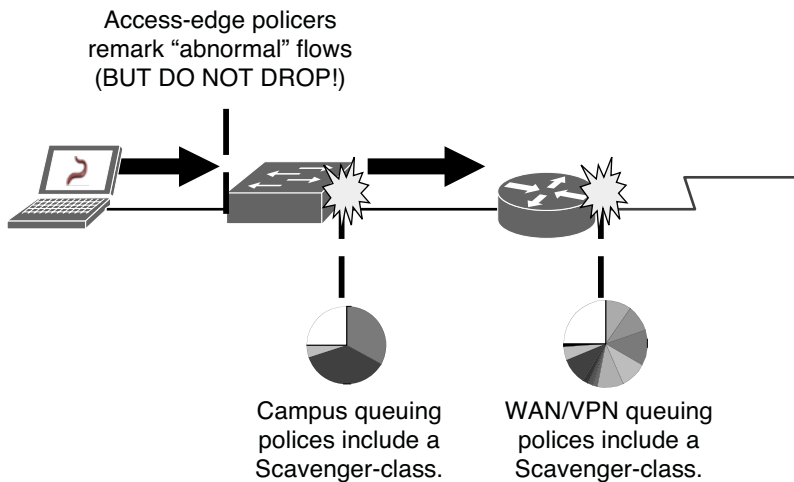 Access-edge policers
remark “abnormal” flows
(BUT DO NOT DROP!)
Campus queuing
polices include a
Scavenger-class.
WAN/VPN queuing
polices include a
Scavenger-class.